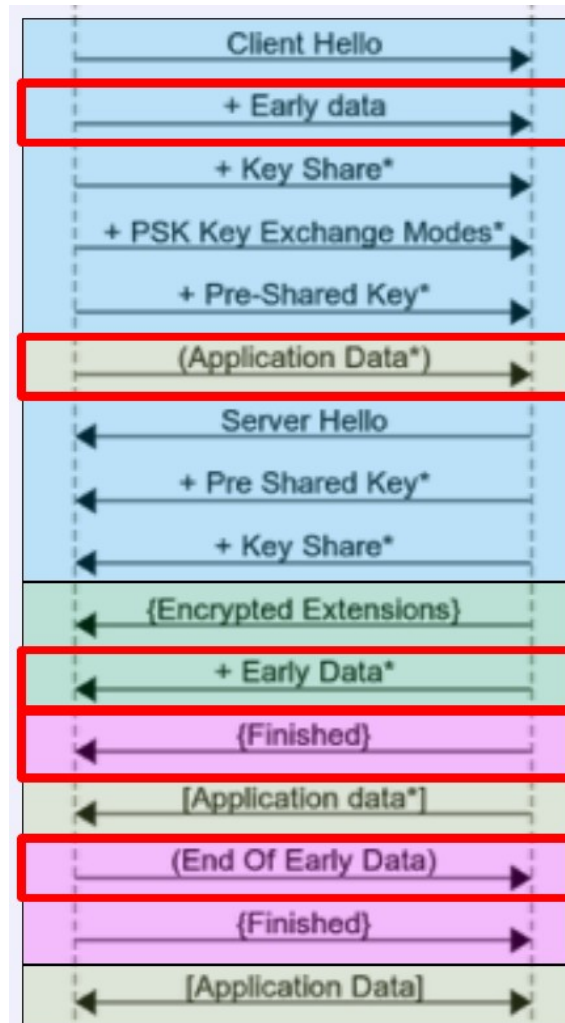 Client Hello
+ Early data
+ Key Share*
+ PSK Key Exchange Modes*
+ Pre-Shared Key*
(Application Data*)
Server Hello
+ Pre Shared Key*
+ Key Share*
{Encrypted Extensions}
+ Early Data*
{Finished}
[Application data*]
(End Of Early Data)
{Finished}
[Application Data]